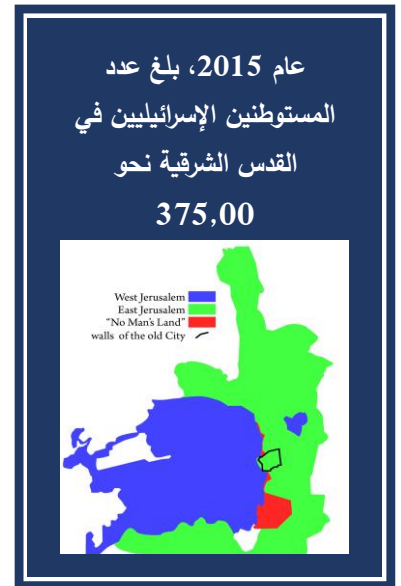 عام 2015، بلغ عدد
المستوطنين الإسرائيليين في
القدس الشرقية نحو
375,00
West Jerusalem
East Jerusalem
"No Man's Land"
walls of the old City